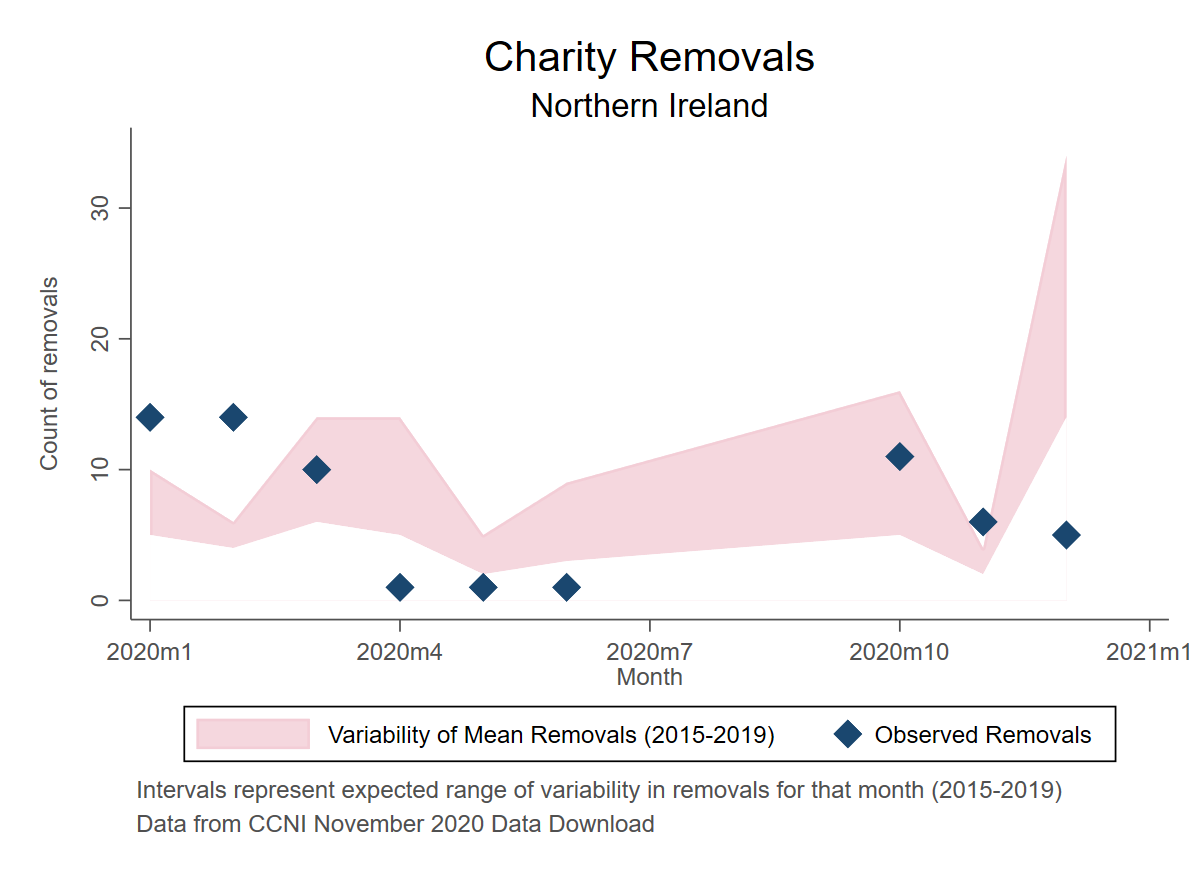 Charity Removals
Northern Ireland
Count of removals
30
20
10
0
2020m1 2020m4 2020m7 2020m10 2021m1
Month
Variability of Mean Removals (2015-2019) Observed Removals
Intervals represent expected range of variability in removals for that month (2015-2019)
Data from CCNI November 2020 Data Download